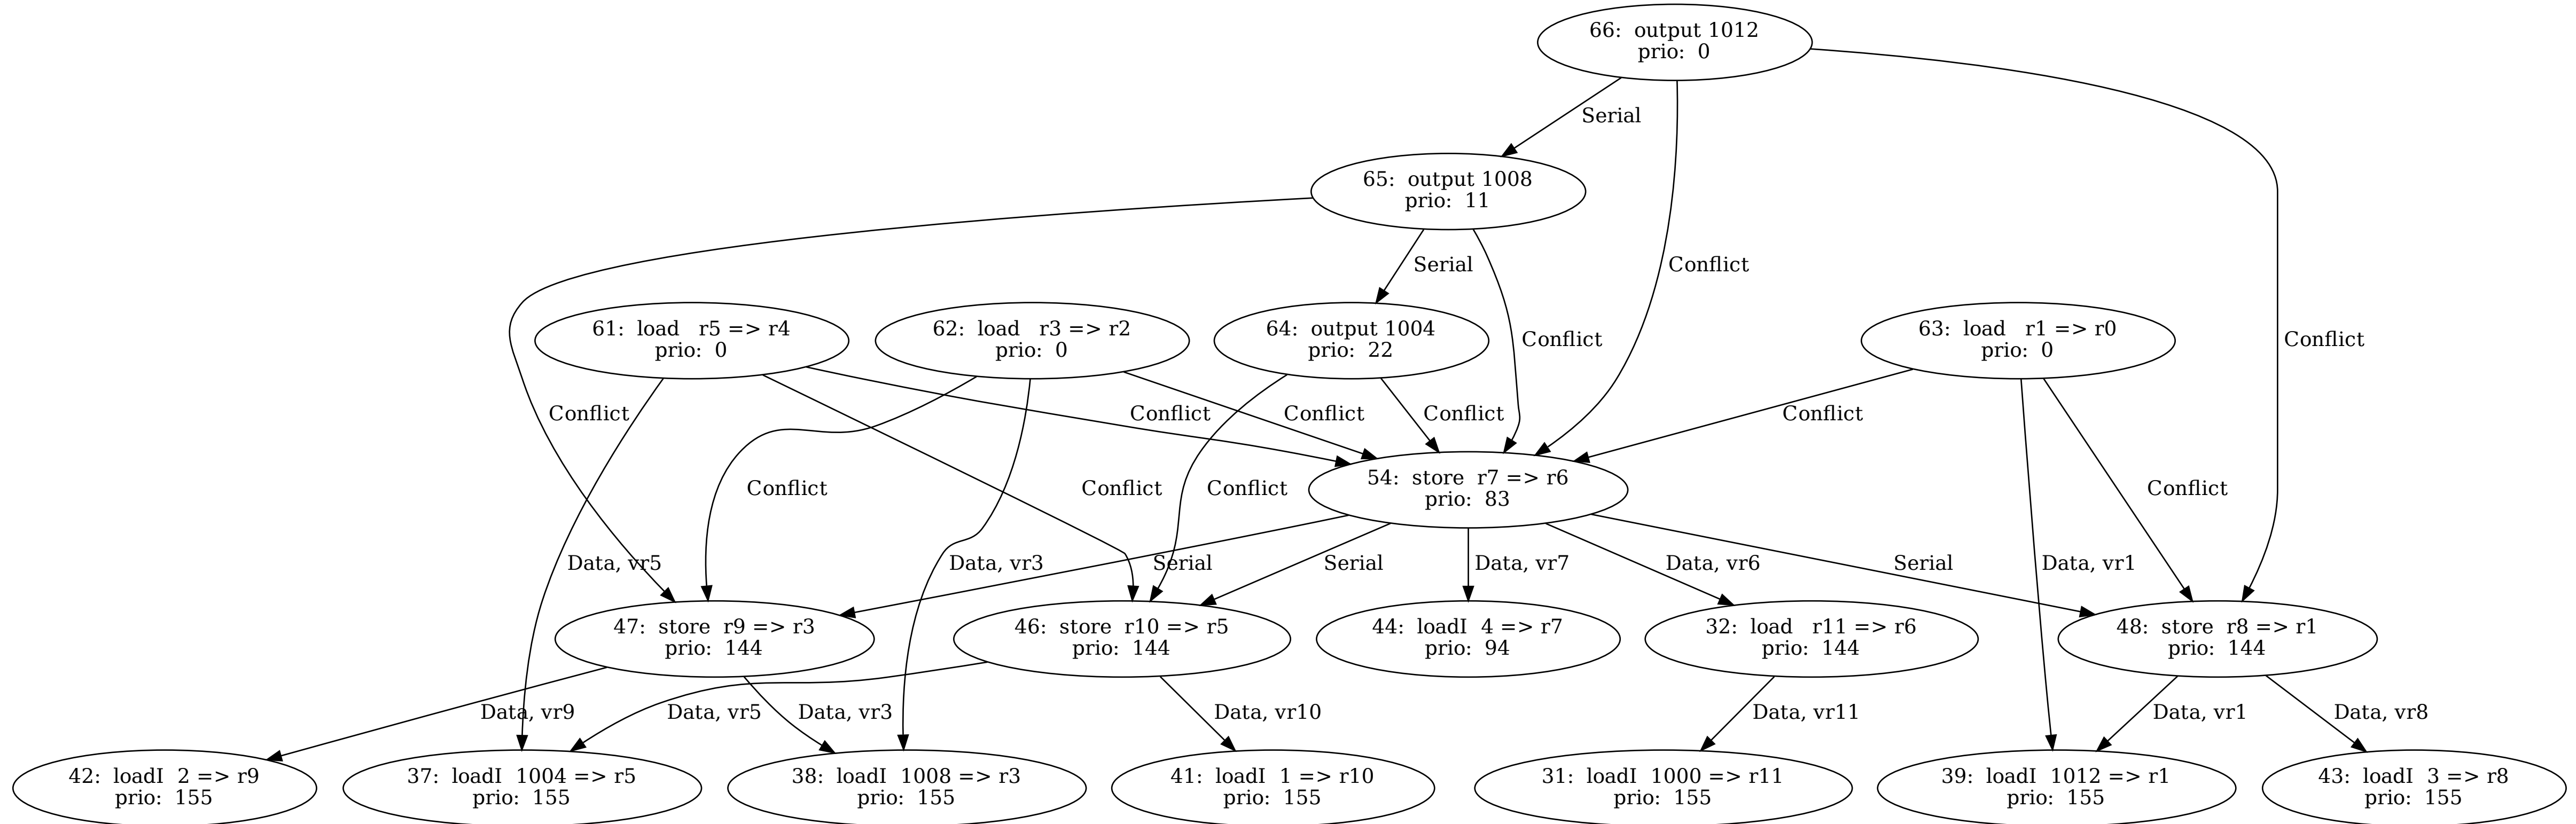 66:  output 1012
prio:  0
Serial
65:  output 1008
prio:  11
Serial
Conflict
61:  load   r5 => r4
prio:  0
62:  load   r3 => r2
prio:  0
64:  output 1004
prio:  22
Conflict
63:  load   r1 => r0
prio:  0
Conflict
Conflict
Conflict
Conflict
Conflict
Conflict
Conflict
Conflict
Conflict
54:  store  r7 => r6
prio:  83
Conflict
Data, vr5
Data, vr3
Serial
Serial
Data, vr7
Data, vr6
Serial
Data, vr1
47:  store  r9 => r3
prio:  144
46:  store  r10 => r5
prio:  144
44:  loadI  4 => r7
prio:  94
32:  load   r11 => r6
prio:  144
48:  store  r8 => r1
prio:  144
Data, vr9
Data, vr5
Data, vr3
Data, vr10
Data, vr11
Data, vr1
Data, vr8
42:  loadI  2 => r9
prio:  155
37:  loadI  1004 => r5
prio:  155
38:  loadI  1008 => r3
prio:  155
41:  loadI  1 => r10
prio:  155
31:  loadI  1000 => r11
prio:  155
39:  loadI  1012 => r1
prio:  155
43:  loadI  3 => r8
prio:  155